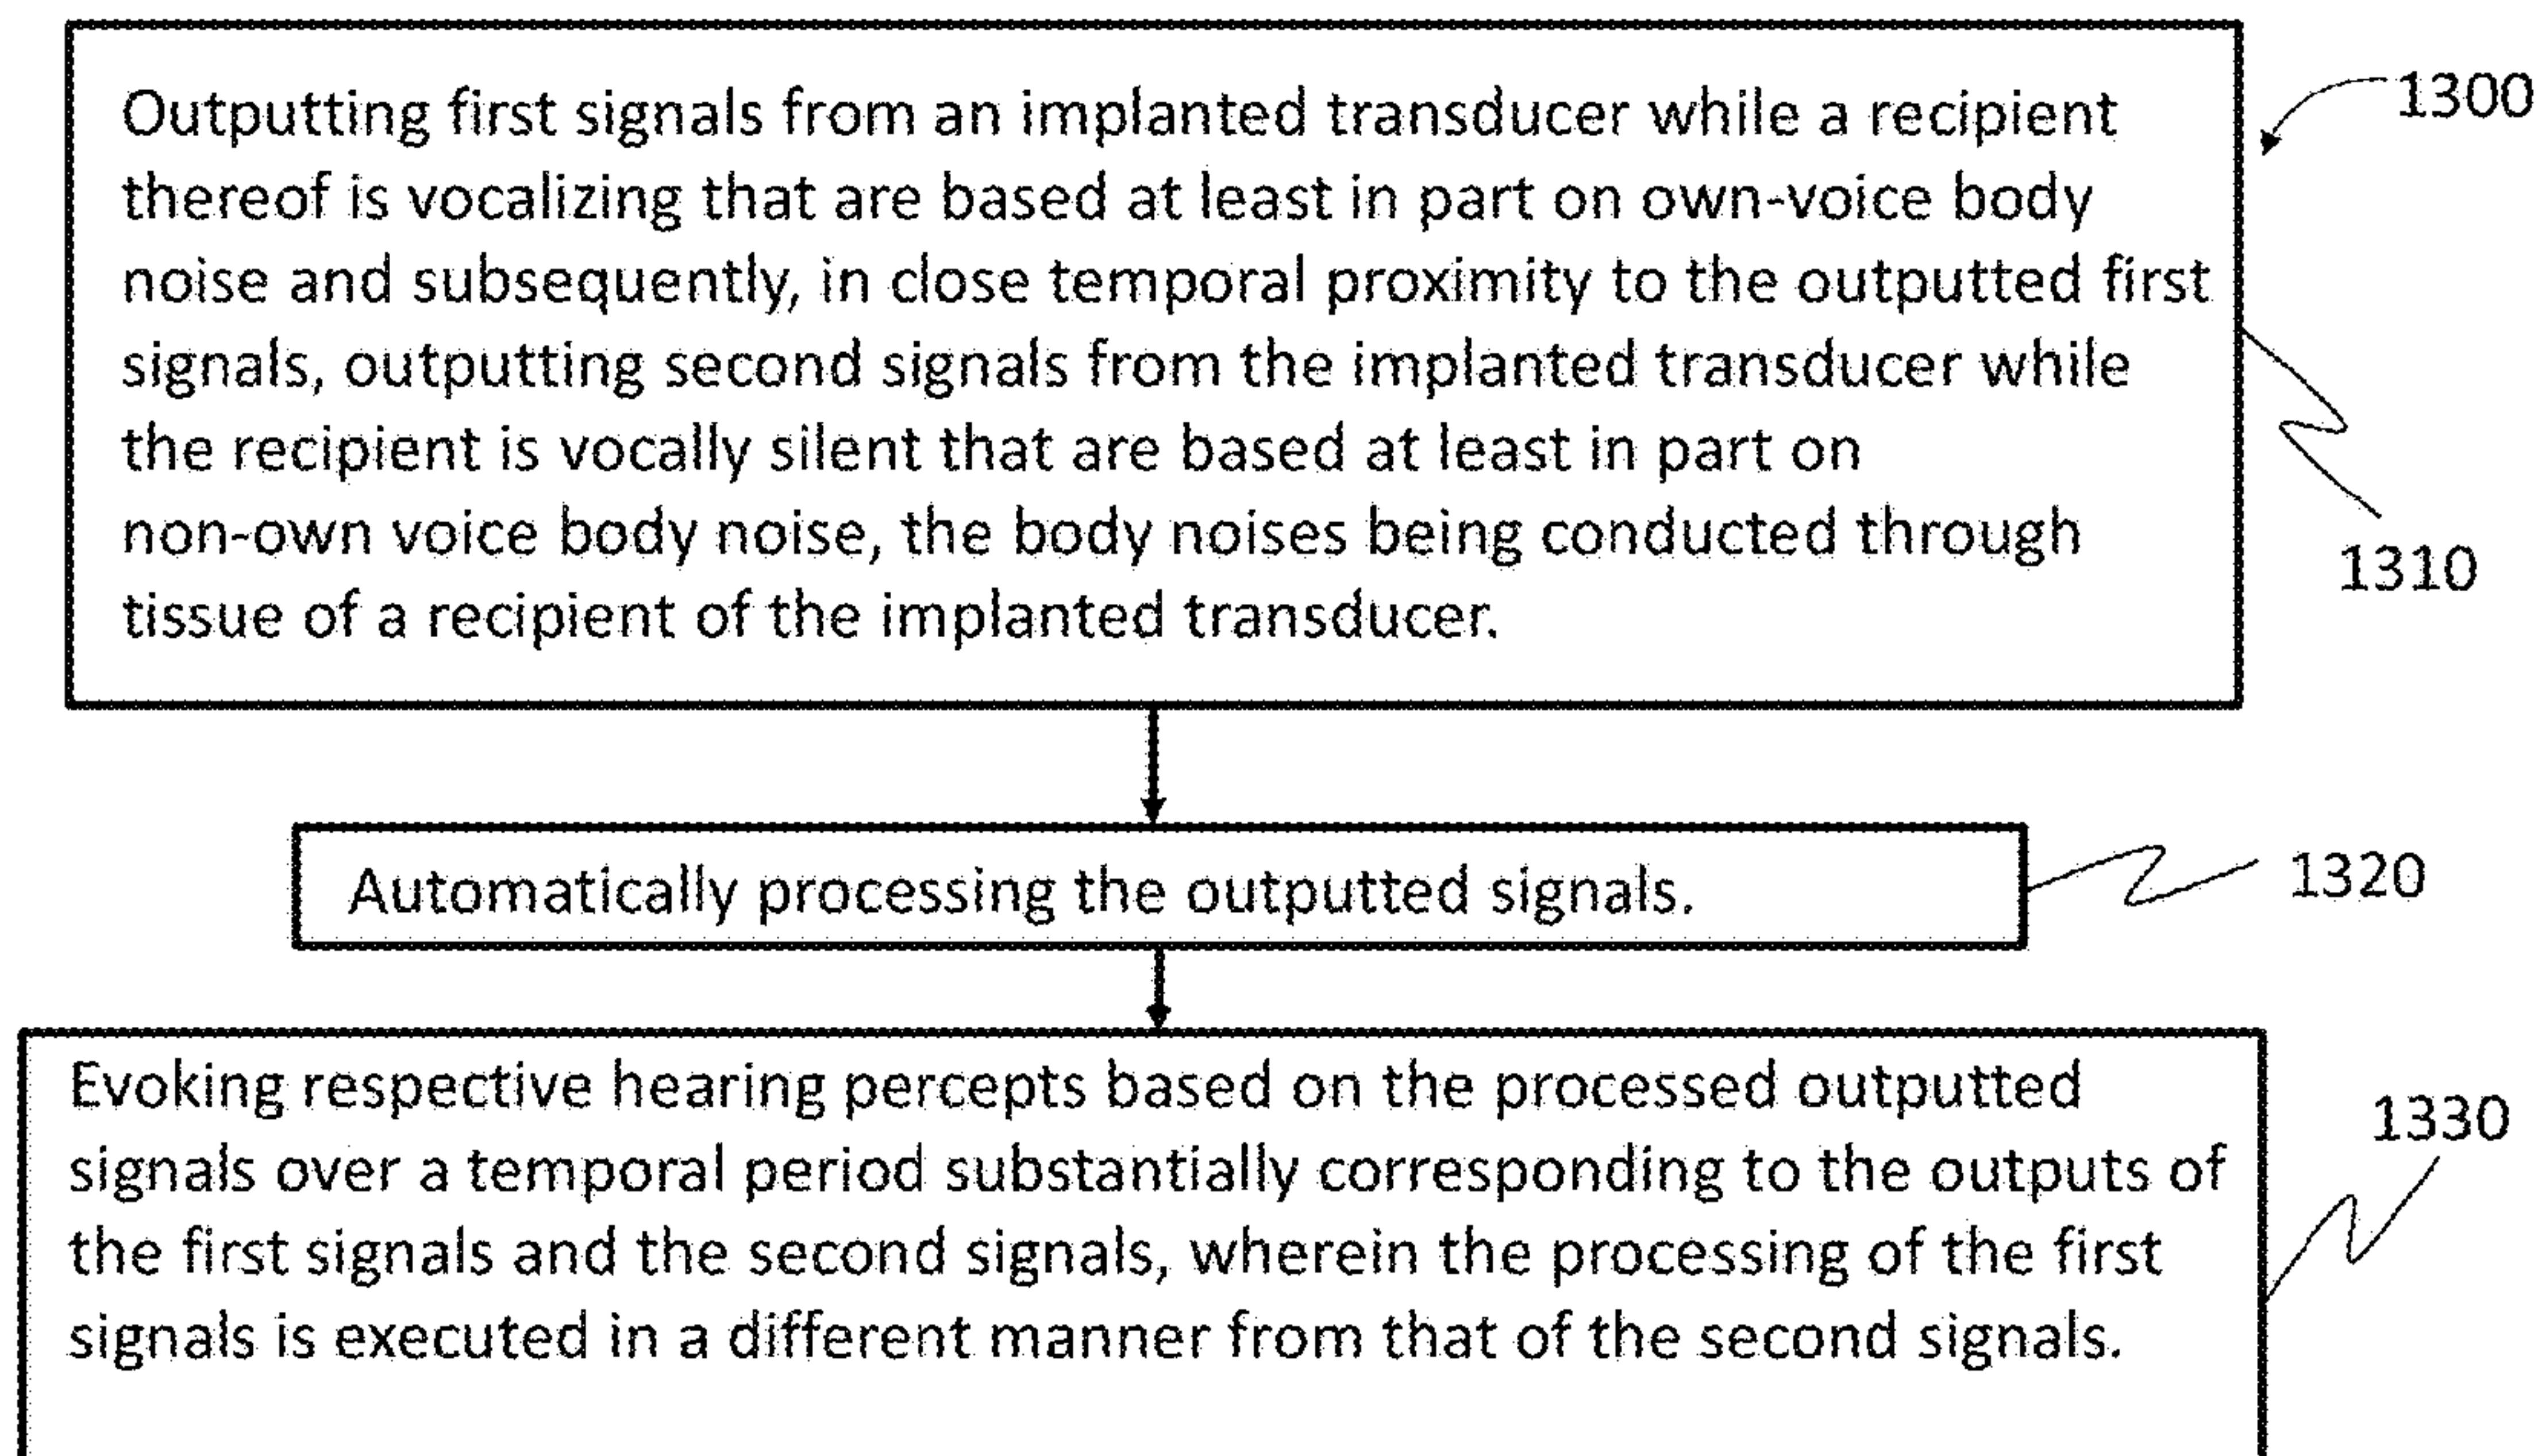 Outputting first signals from an implanted transducer while a recipient
thereof is vocalizing that are based at least in part on own-voice body
noise and subsequently, in close temporal proximity to the outputted first
signals, outputting second signals from the implanted transducer while
the recipient is vocally silent that are based at least in part on
non-own voice body noise, the body noises being conducted through
tissue of a recipient of the implanted transducer.
1300
1310
Automatically processing the outputted signals.
1320
Evoking respective hearing percepts based on the processed outputted
signals over a temporal period substantially corresponding to the outputs of
the first signals and the second signals, wherein the processing of the first
signals is executed in a different manner from that of the second signals.
1330